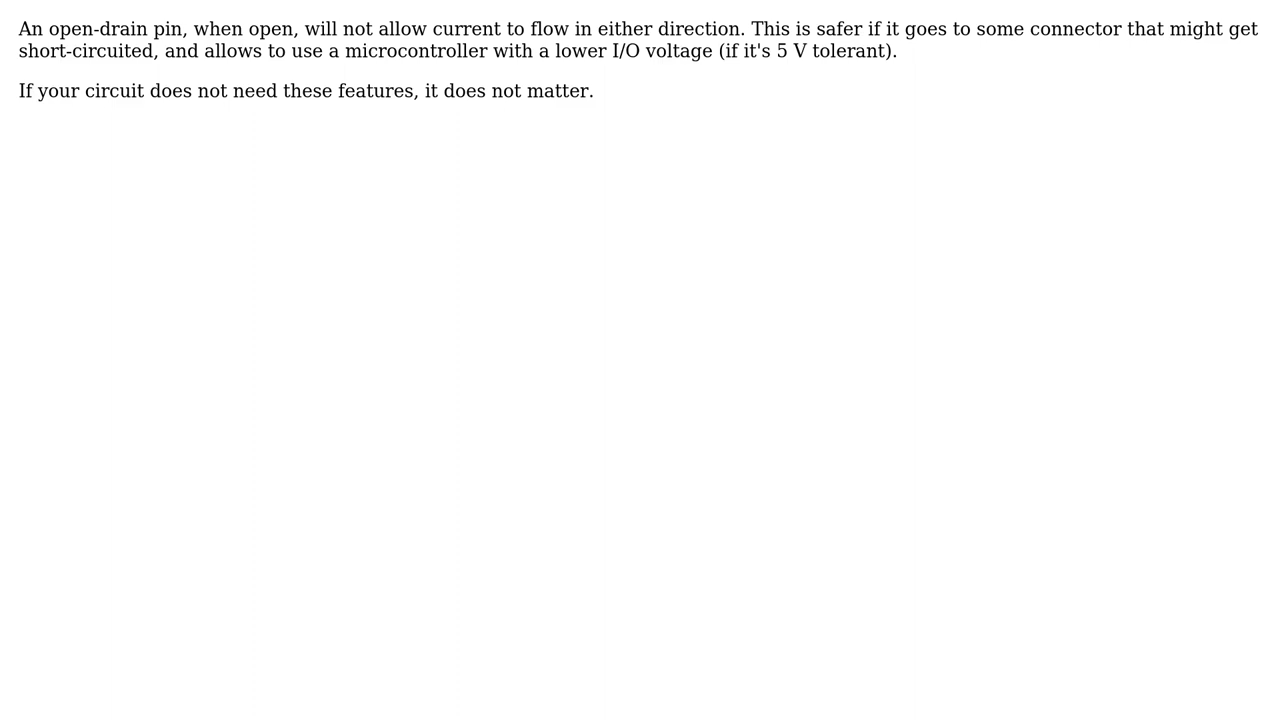 An open-drain pin, when open, will not allow current to flow in either direction. This is safer if it goes to some connector that might get
short-circuited, and allows to use a microcontroller with a lower I/O voltage (if it's 5 V tolerant).
If your circuit does not need these features, it does not matter.